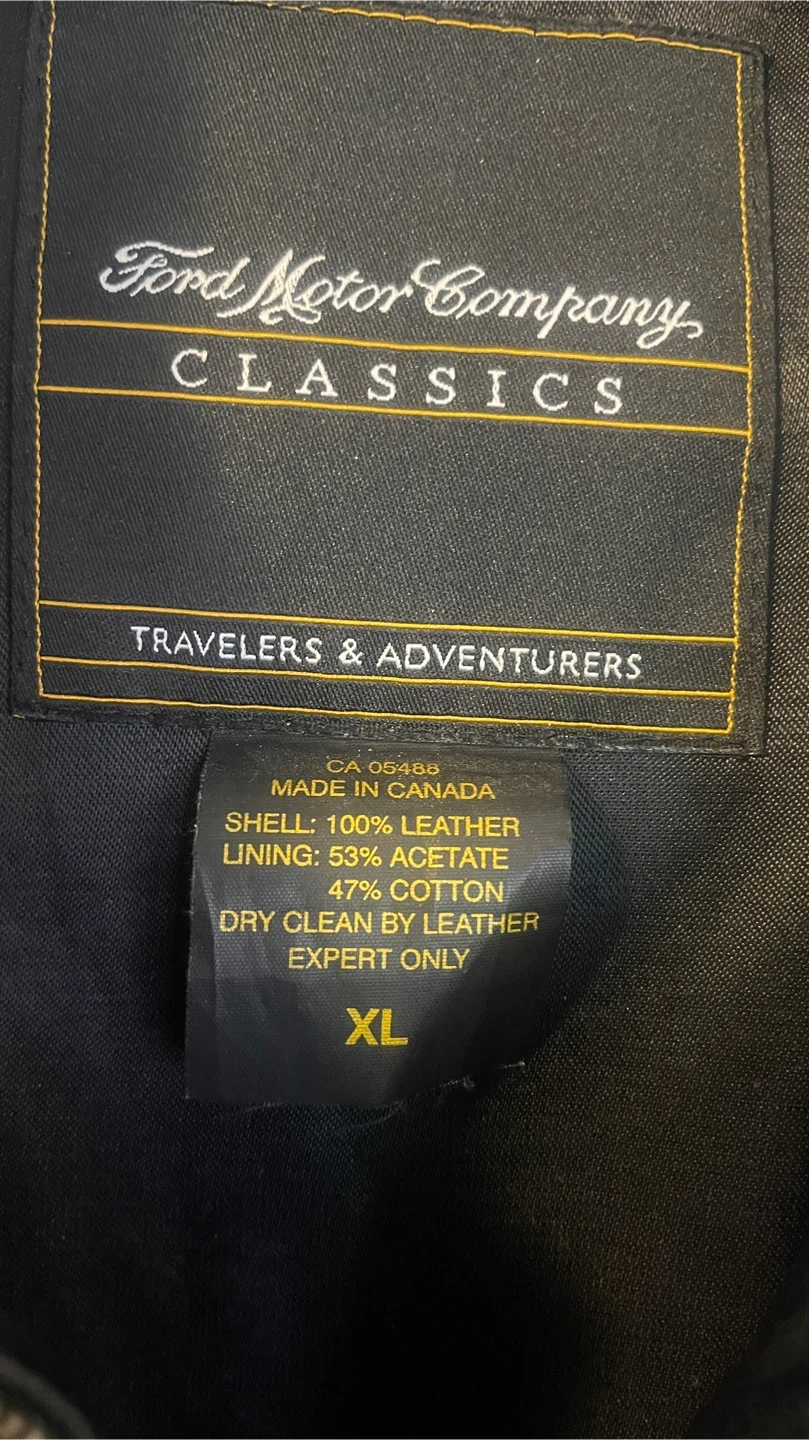 Ford Motor Company
CLASSICS
TRAVELERS & ADVENTURERS
CA 05488
MADE IN CANADA
SHELL: 100% LEATHER
LINING: 53% ACETATE
47% COTTON
DRY CLEAN BY LEATHER
EXPERT ONLY
XL